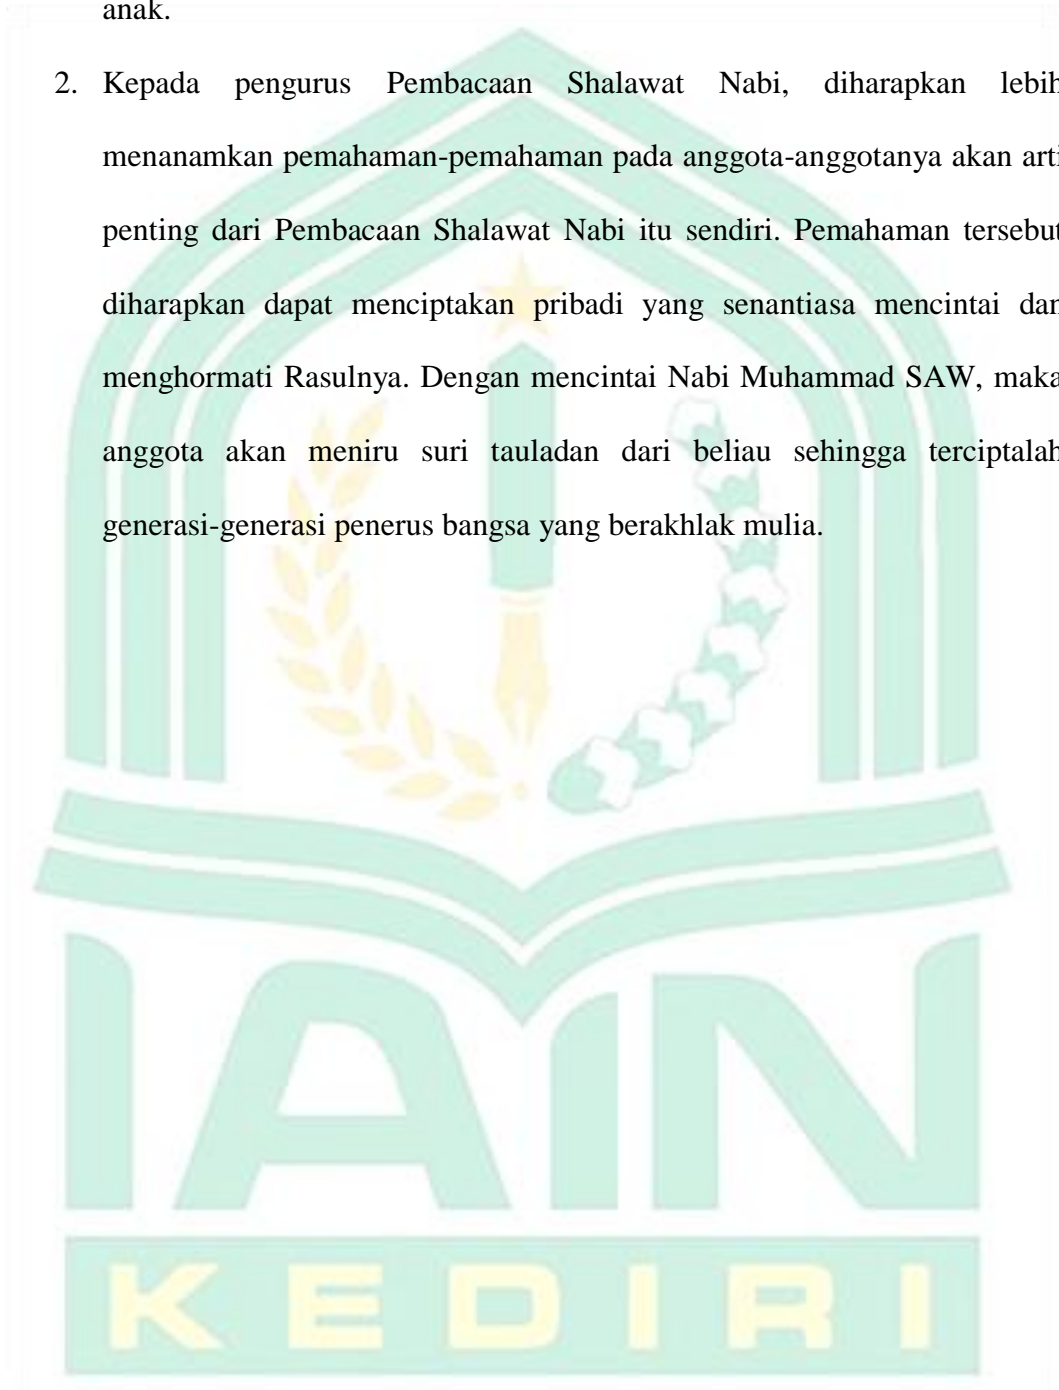 anak.
2. Kepada pengurus Pembacaan Shalawat Nabi, diharapkan lebih
menanamkan pemahaman-pemahaman pada anggota-anggotanya akan arti
penting dari Pembacaan Shalawat Nabi itu sendiri. Pemahaman tersebut
diharapkan dapat menciptakan pribadi yang senantiasa mencintai dan
menghormati Rasulnya. Dengan mencintai Nabi Muhammad SAW, maka
anggota akan meniru suri tauladan dari beliau sehingga terciptalah
generasi-generasi penerus bangsa yang berakhlak mulia.
IAIN
KEDIRI